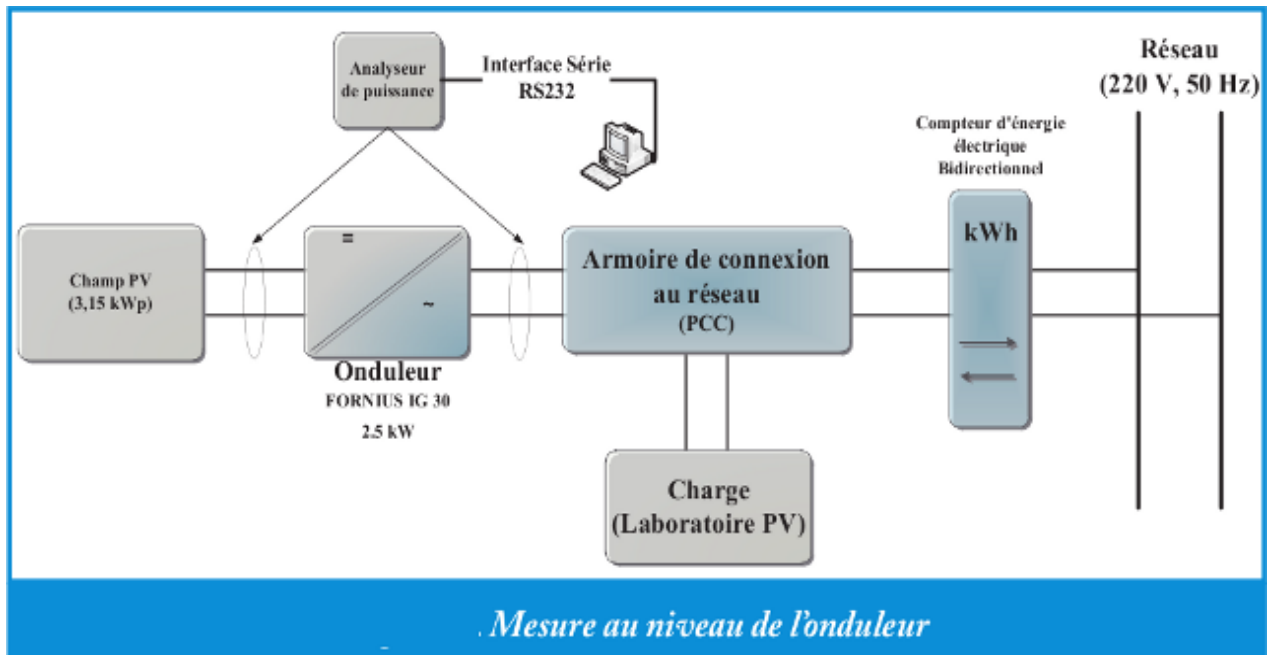 Analyseur
de puissance
Interface Série
RS232
Réseau
(220 V, 50 Hz)
Compteur d'énergie
électrique
Bidirectionnel
Champ PV
(3,15 kWp)
=
~
Onduleur
FORNIUS IG 30
2.5 kW
Armoire de connexion
au réseau
(PCC)
kWh
Charge
(Laboratoire PV)
. Mesure au niveau de l'onduleur